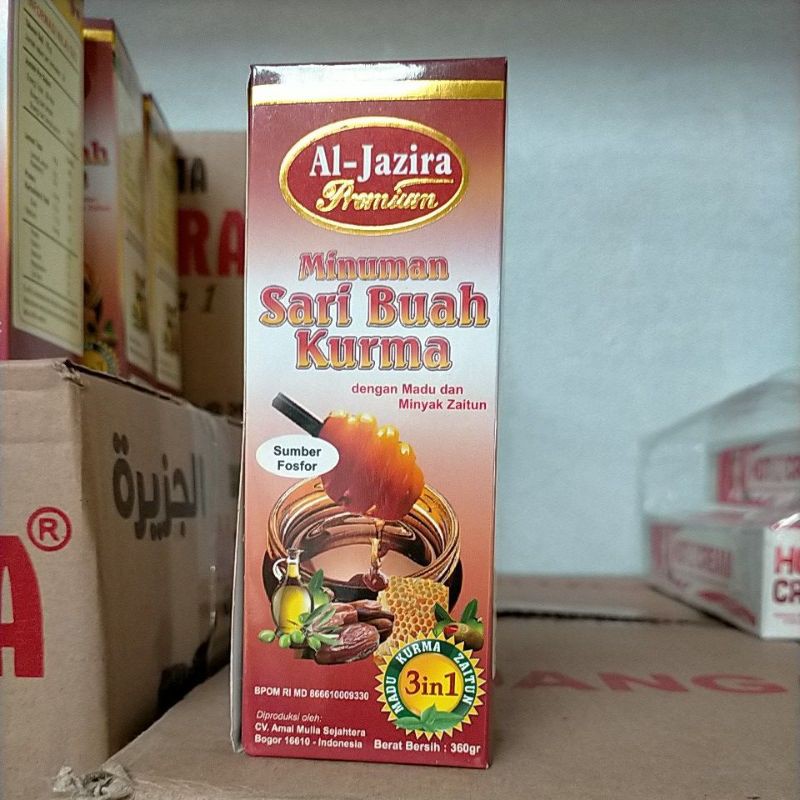 Al-Jazira
Premium
Minuman
Sari Buah
Kurma
dengan Madu dan
Minyak Zaitun
Sumber
Fosfor
MADU KURMA ZAITUN
3in1
BPOM RI MD 866610009330
Diproduksi oleh:
CV. Amal Mulia Sejahtera
Bogor 16610 - Indonesia
Berat Bersih : 360gr
الجزيرة
®